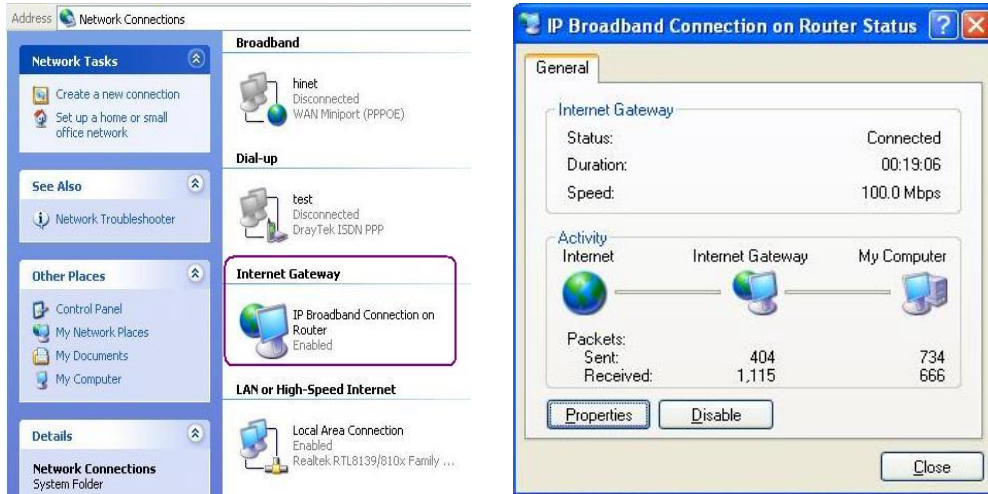 Address Network Connections
Network Tasks
Create a new connection
Set up a home or small
office network
See Also
Network Troubleshooter
Other Places
Control Panel
My Network Places
My Documents
My Computer
Details
Network Connections
System Folder
Broadband
hinet
Disconnected
WAN Miniport (PPPOE)
Dial-up
test
Disconnected
DrayTek ISDN PPP
Internet Gateway
IP Broadband Connection on
Router
Enabled
LAN or High-Speed Internet
Local Area Connection
Enabled
Realtek RTL8139/810x Family ...
IP Broadband Connection on Router Status
General
Internet Gateway
Status: Connected
Duration: 00:19:06
Speed: 100.0 Mbps
Activity
Internet Internet Gateway My Computer
Packets:
Sent: 404 734
Received: 1,115 666
Properties Disable
Close